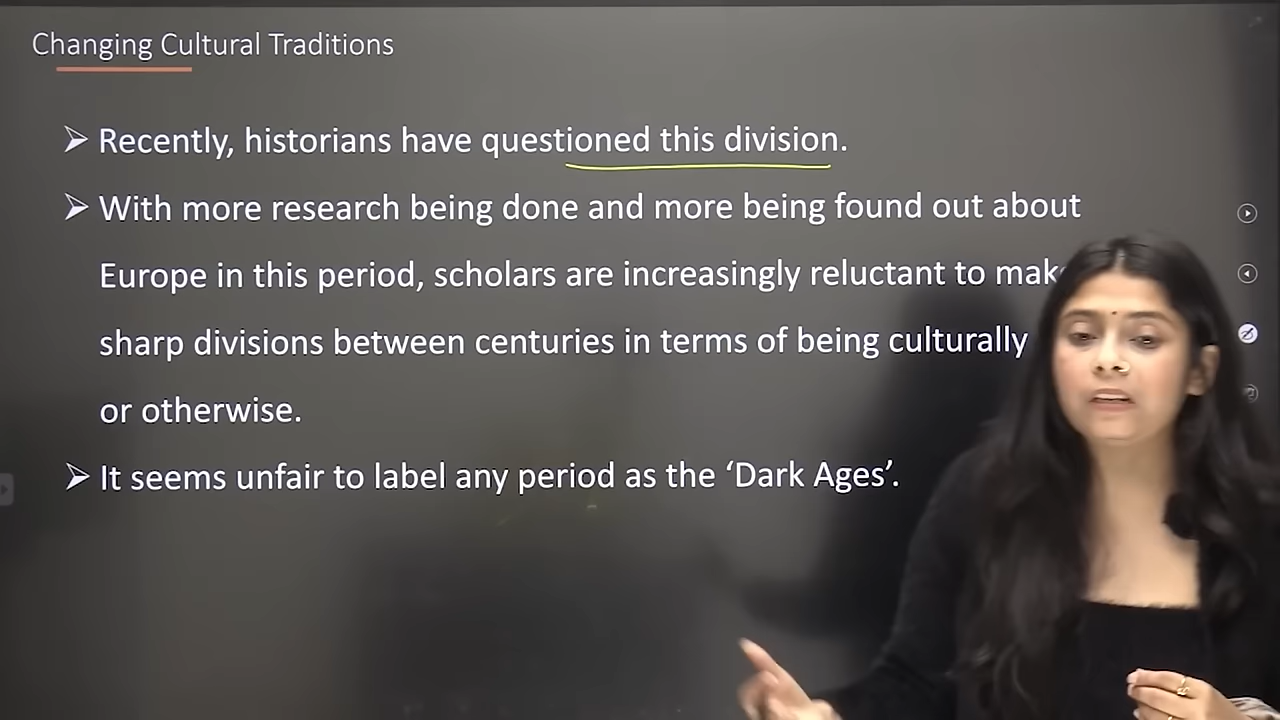 Changing Cultural Traditions
Recently, historians have questioned this division.
With more research being done and more being found out about
Europe in this period, scholars are increasingly reluctant to
sharp divisions between centuries in terms of being culturally
or otherwise.
It seems unfair to label any period as the ‘Dark Ages’.